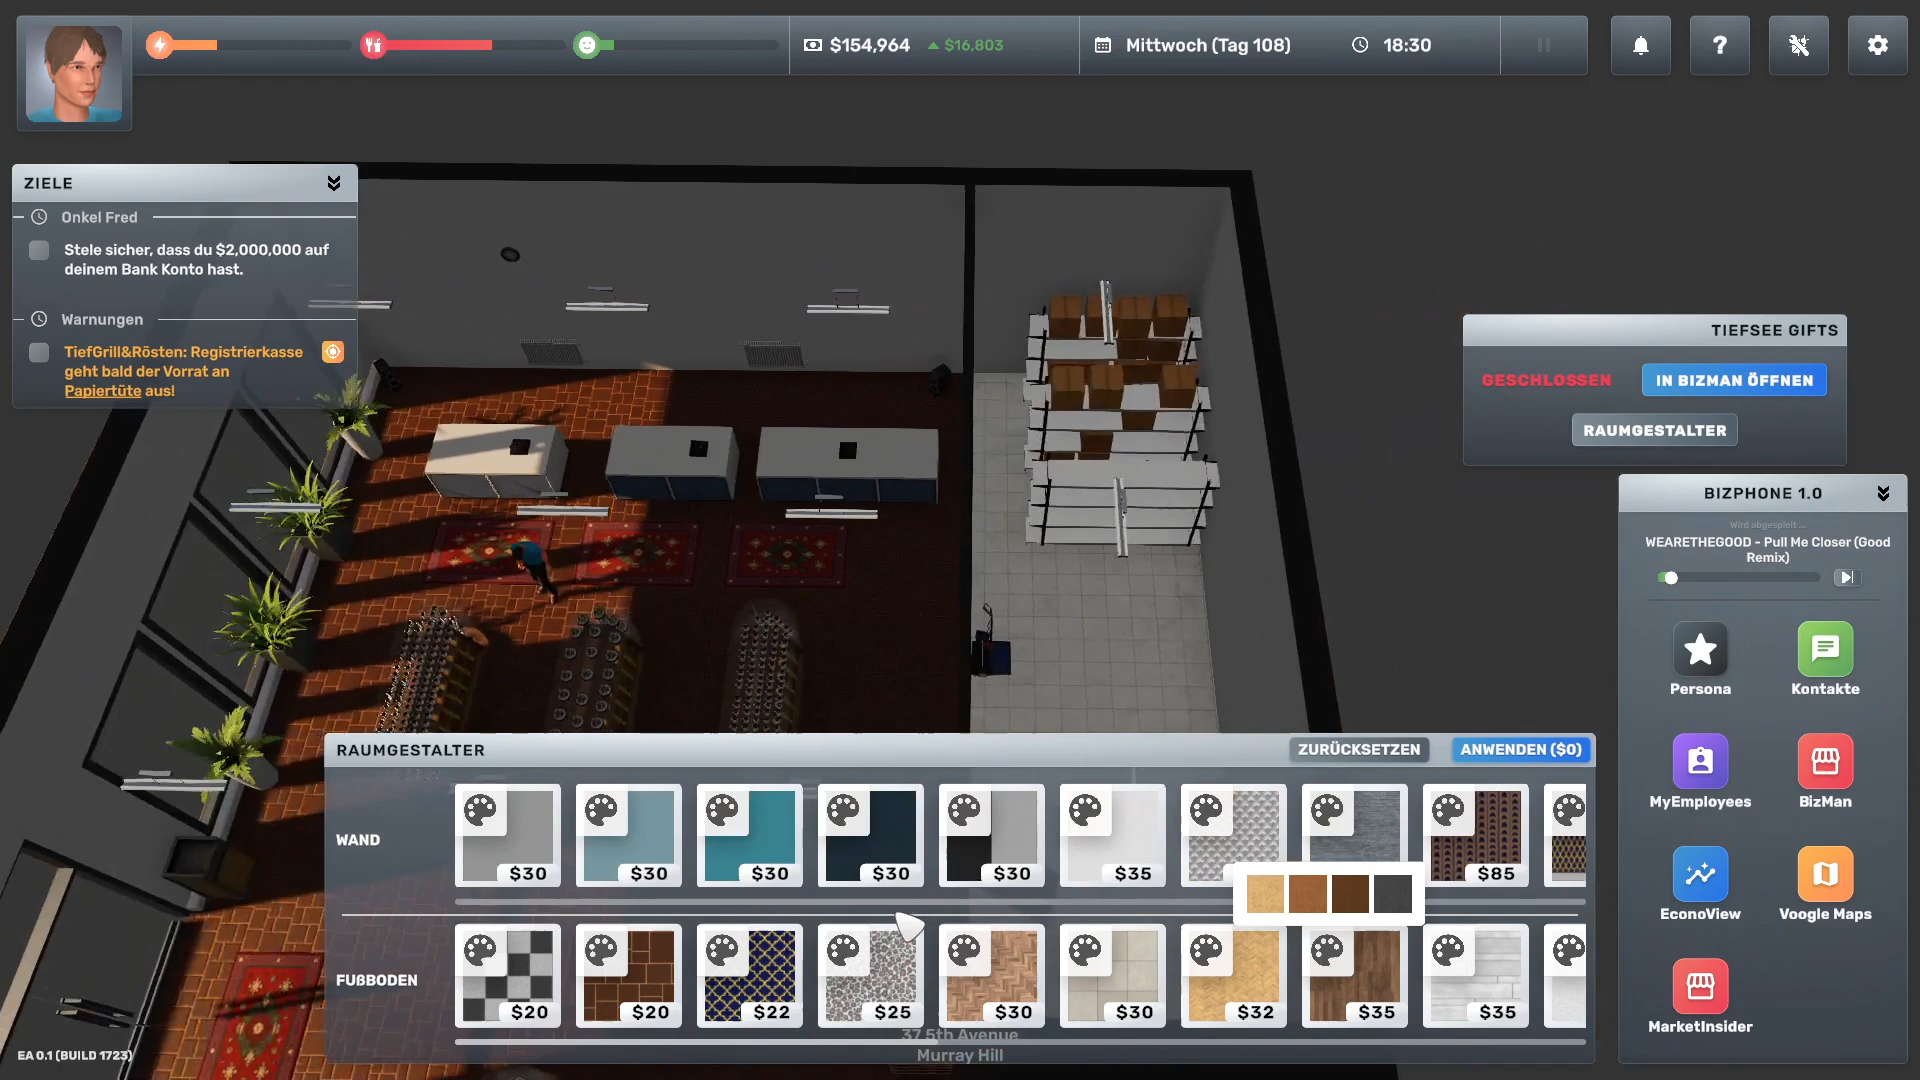 $154,964
$16,803
Mittwoch (Tag 108)
18:30
?
ZIELE
Onkel Fred
Stele sicher, dass du $2,000,000 auf
deinem Bank Konto hast.
Warnungen
TiefGrill&Rösten: Registrierkasse
geht bald der Vorrat an
Papiertüte aus!
TIEFSEE GIFTS
GESCHLOSSEN
IN BIZMAN ÖFFNEN
RAUMGESTALTER
BIZPHONE 1.0
Wird abgespielt ...
WEARETHEGOOD - Pull Me Closer (Good
Remix)
Persona
Kontakte
MyEmployees
BizMan
EconoView
Voogle Maps
MarketInsider
RAUMGESTALTER
ZURÜCKSETZEN
ANWENDEN ($0)
WAND
$30
$30
$30
$30
$30
$35
$85
FUẞBODEN
$20
$20
$22
$25
$30
$30
$32
$35
$35
37 5th Avenue
Murray Hill
EA 0.1 (BUILD 1723)